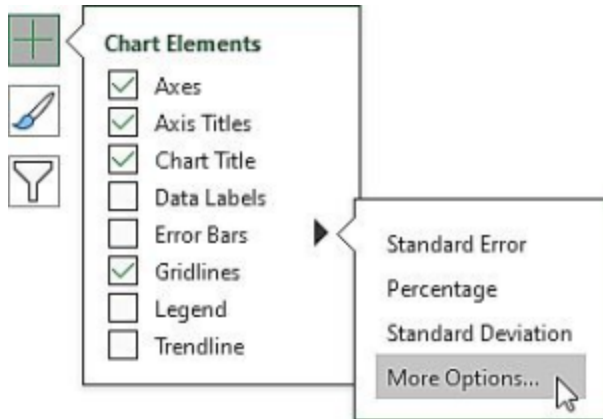 Chart Elements
Axes
Axis Titles
Chart Title
Data Labels
Error Bars
Gridlines
Legend
Trendline
Standard Error
Percentage
Standard Deviation
More Options...